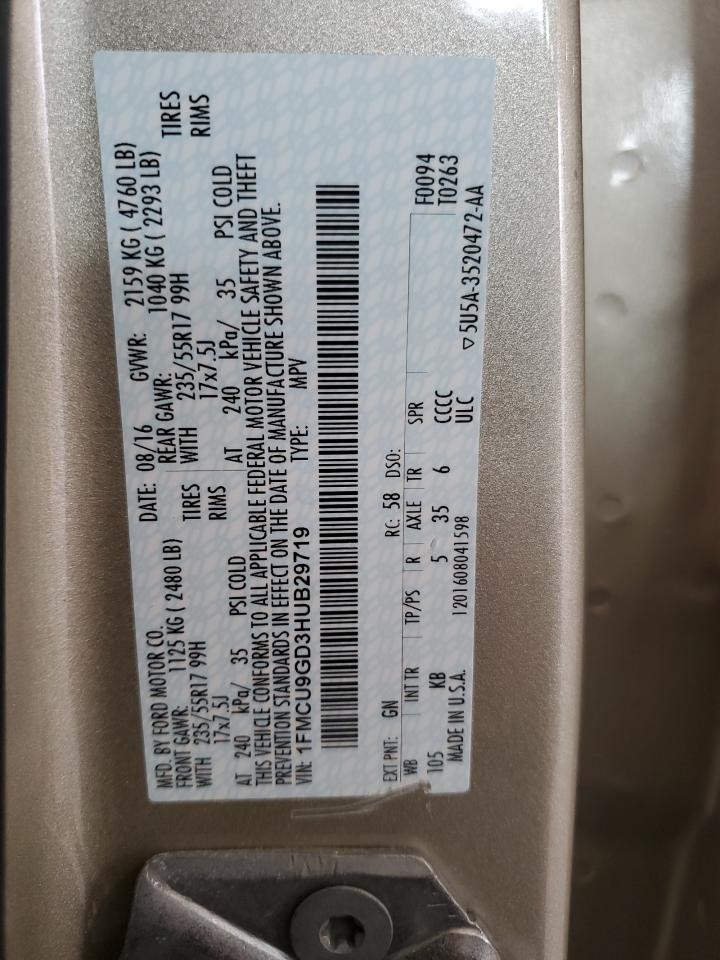 MFD. BY FORD MOTOR CO. DATE: 08/16 GVWR: 2159 KG ( 4760 LB)
FRONT GAWR: 1125 KG ( 2480 LB) REAR GAWR: 1040 KG ( 2293 LB)
WITH 235/55R17 99H TIRES WITH 235/55R17 99H TIRES
17x7.5J RIMS 17x7.5J RIMS
AT 240 kPa/ 35 PSI COLD AT 240 kPa/ 35 PSI COLD
THIS VEHICLE CONFORMS TO ALL APPLICABLE FEDERAL MOTOR VEHICLE SAFETY AND THEFT
PREVENTION STANDARDS IN EFFECT ON THE DATE OF MANUFACTURE SHOWN ABOVE.
VIN: 1FMCU9GD3HUB29719 TYPE: MPV
EXT PNT: GN RC: 58 DSO: F0094
WB INT TR TP/PS R AXLE TR SPR T0263
105 KB 5 35 6 CCCC
MADE IN U.S.A. 1201608041598 ULC ▽5U5A-3520472-AA